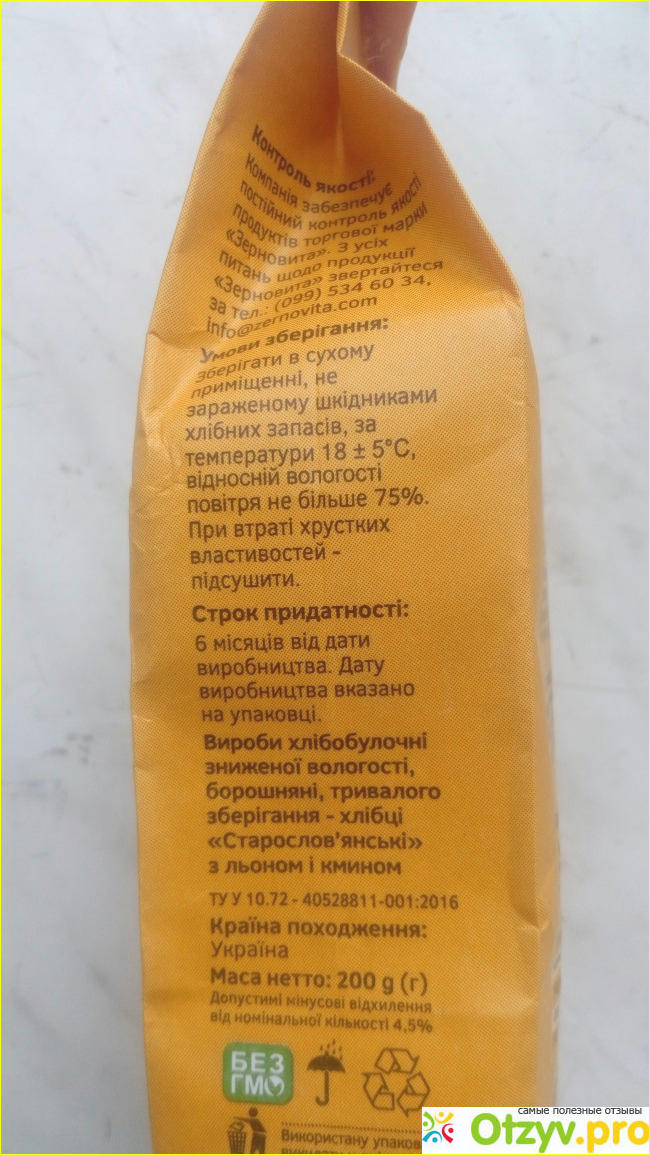 Контроль якості:
Компанія забезпечує
постійний контроль якості
продуктів торгової марки
«Зерновита». З усіх
питань щодо продукції
«Зерновита» звертайтеся
за тел.: (099) 534 60 34,
info@zernovita.com
Умови зберігання:
зберігати в сухому
приміщенні, не
зараженому шкідниками
хлібних запасів, за
температури 18 ± 5°С,
відносній вологості
повітря не більше 75%.
При втраті хрустких
властивостей -
підсушити.
Строк придатності:
6 місяців від дати
виробництва. Дату
виробництва вказано
на упаковці.
Вироби хлібобулочні
зниженої вологості,
борошняні, тривалого
зберігання - хлібці
«Старослов'янські»
з льоном і кмином
ТУ У 10.72 - 40528811-001:2016
Країна походження:
Україна
Маса нетто: 200 g (г)
Допустимі мінусові відхилення
від номінальної кількості 4,5%
БЕЗ
ГМО
Використану
самые полезные отзывы
Otzyv.pro